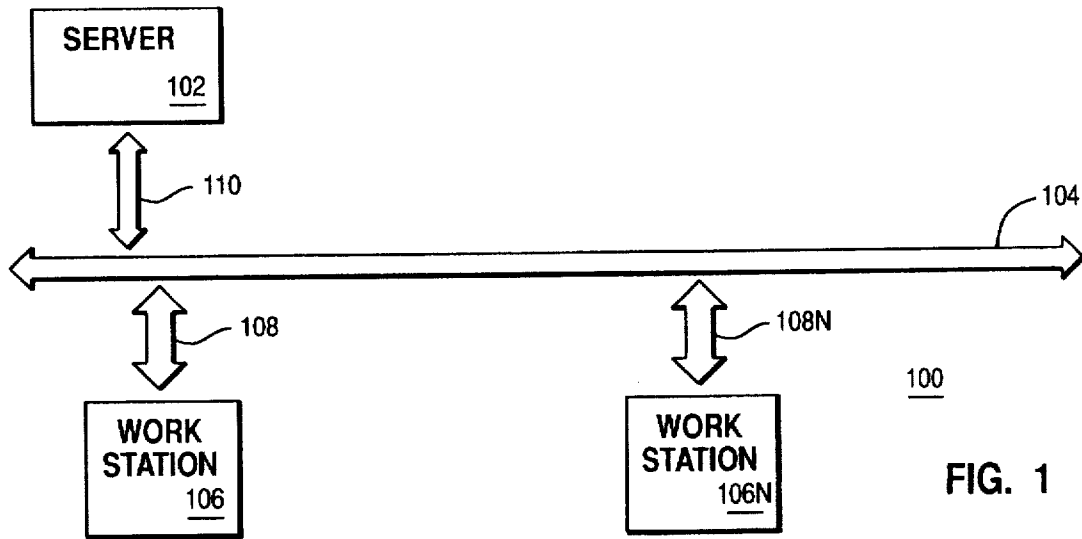 SERVER
102
110
104
108
108N
100
WORK
STATION
106
WORK
STATION
106N
FIG. 1